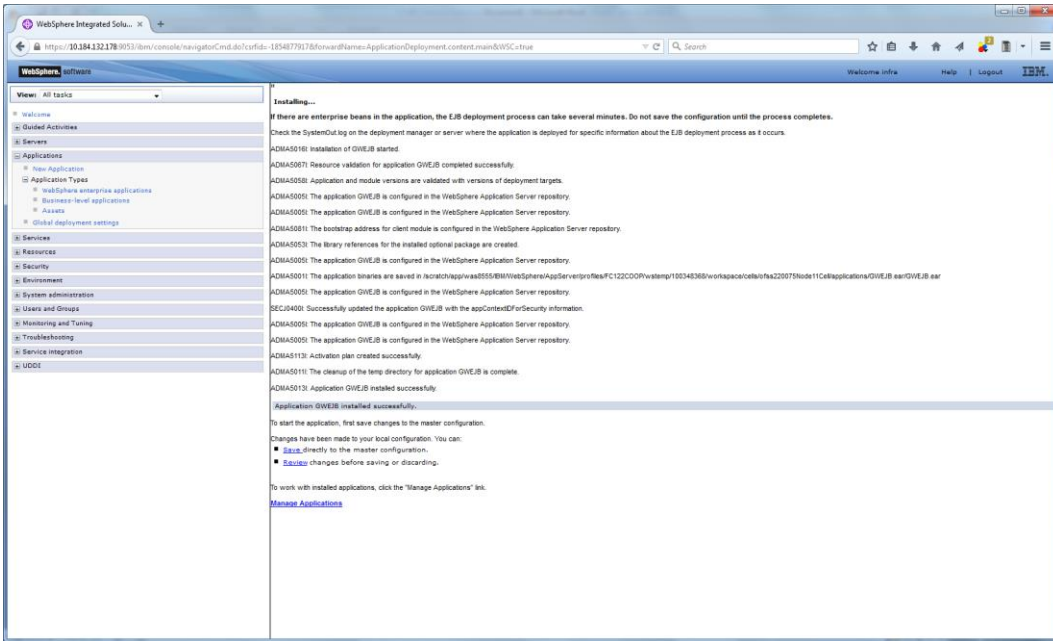 WebSphere Integrated Solu...
https://10.184.132.178:9053/ibm/console/navigatorCmd.do?csrfid=-1854877917&forwardName=ApplicationDeployment.content.main&WSC=true
Search
WebSphere. software
Welcome infra
Help | Logout
IBM.
View: All tasks
Welcome
Guided Activities
Servers
Applications
New Application
Application Types
WebSphere enterprise applications
Business-level applications
Assets
Global deployment settings
Services
Resources
Security
Environment
System administration
Users and Groups
Monitoring and Tuning
Troubleshooting
Service integration
UDDI
Installing...
If there are enterprise beans in the application, the EJB deployment process can take several minutes. Do not save the configuration until the process completes.
Check the SystemOut.log on the deployment manager or server where the application is deployed for specific information about the EJB deployment process as it occurs.
ADMA5016I: Installation of GWEJB started.
ADMA5067I: Resource validation for application GWEJB completed successfully.
ADMA5058I: Application and module versions are validated with versions of deployment targets.
ADMA5005I: The application GWEJB is configured in the WebSphere Application Server repository.
ADMA5005I: The application GWEJB is configured in the WebSphere Application Server repository.
ADMA5081I: The bootstrap address for client module is configured in the WebSphere Application Server repository.
ADMA5053I: The library references for the installed optional package are created.
ADMA5005I: The application GWEJB is configured in the WebSphere Application Server repository.
ADMA5001I: The application binaries are saved in /scratch/app/was8555/IBM/WebSphere/AppServer/profiles/FC122COOP/wstemp/100348368/workspace/cells/ofss220075Node11Cell/applications/GWEJB.ear/GWEJB.ear
ADMA5005I: The application GWEJB is configured in the WebSphere Application Server repository.
SECJ0400I: Successfully updated the application GWEJB with the appContextIDForSecurity information.
ADMA5005I: The application GWEJB is configured in the WebSphere Application Server repository.
ADMA5005I: The application GWEJB is configured in the WebSphere Application Server repository.
ADMA5113I: Activation plan created successfully.
ADMA5011I: The cleanup of the temp directory for application GWEJB is complete.
ADMA5013I: Application GWEJB installed successfully.
Application GWEJB installed successfully.
To start the application, first save changes to the master configuration.
Changes have been made to your local configuration. You can:
Save directly to the master configuration.
Review changes before saving or discarding.
To work with installed applications, click the "Manage Applications" link.
Manage Applications